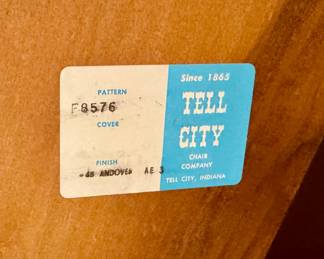 PATTERN
F8576
COVER
FINISH
-48 ANDOVER AE 3
Since 1865
TELL
CITY
CHAIR
COMPANY
TELL CITY, INDIANA